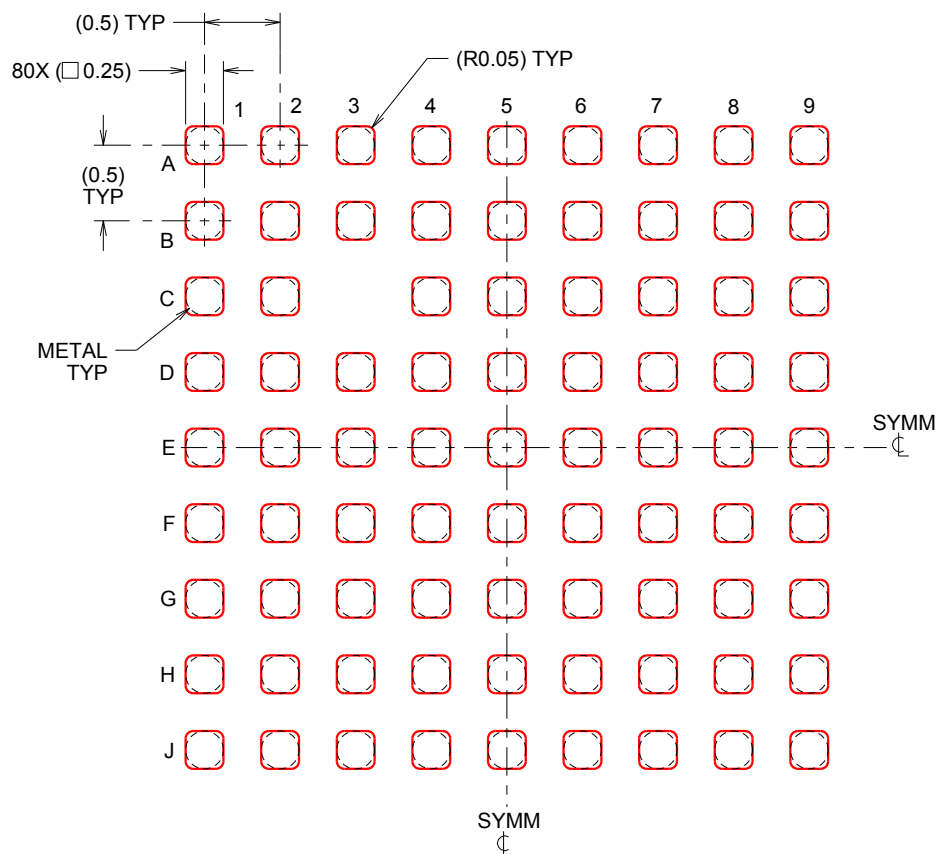 (0.5) TYP
80X (□ 0.25)
(R0.05) TYP
1 2 3 4 5 6 7 8 9
A
(0.5)
TYP
B
C
METAL
TYP
D
SYMM
℄
E
F
G
H
J
SYMM
℄